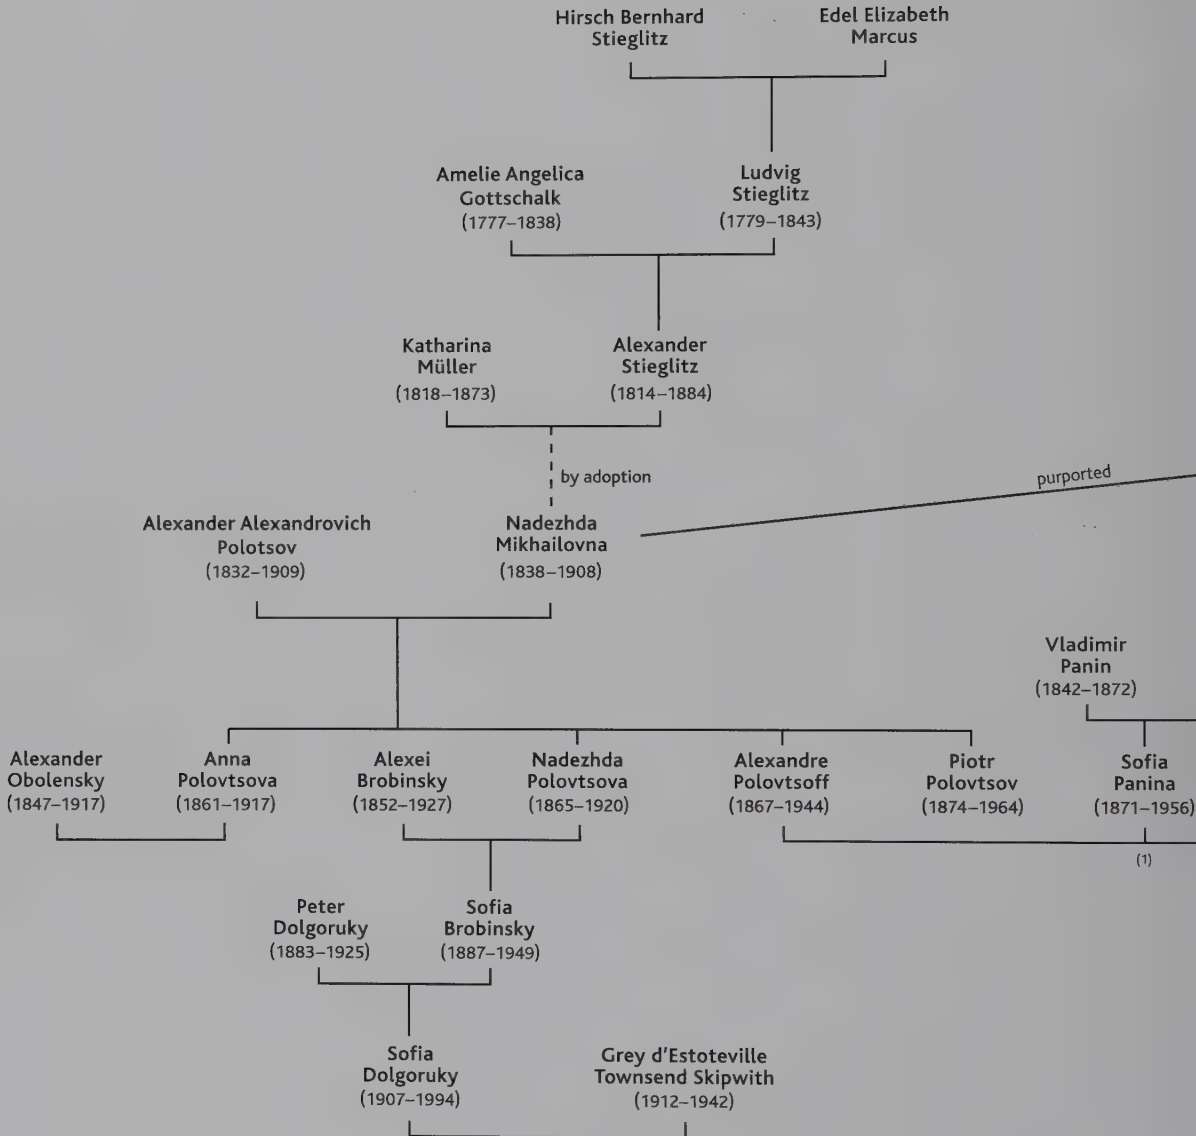 Hirsch Bernhard
Stieglitz
Edel Elizabeth
Marcus
Amelie Angelica
Gottschalk
(1777–1838)
Ludvig
Stieglitz
(1779–1843)
Katharina
Müller
(1818–1873)
Alexander
Stieglitz
(1814–1884)
by adoption
purported
Alexander Alexandrovich
Polotsov
(1832–1909)
Nadezhda
Mikhailovna
(1838–1908)
Vladimir
Panin
(1842–1872)
Alexander
Obolensky
(1847–1917)
Anna
Polovtsova
(1861–1917)
Alexei
Brobinsky
(1852–1927)
Nadezhda
Polovtsova
(1865–1920)
Alexandre
Polovtsoff
(1867–1944)
Piotr
Polovtsov
(1874–1964)
Sofia
Panina
(1871–1956)
(1)
Peter
Dolgoruky
(1883–1925)
Sofia
Brobinsky
(1887–1949)
Sofia
Dolgoruky
(1907–1994)
Grey d'Estoteville
Townsend Skipwith
(1912–1942)